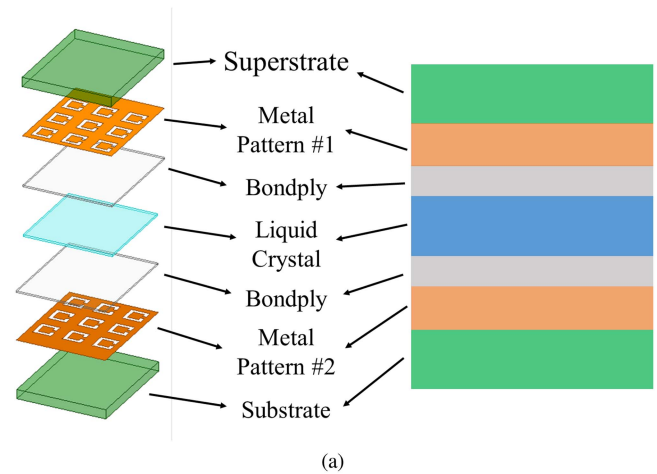 Superstrate
Metal
Pattern #1
Bondply
Liquid
Crystal
Bondply
Metal
Pattern #2
Substrate
(a)